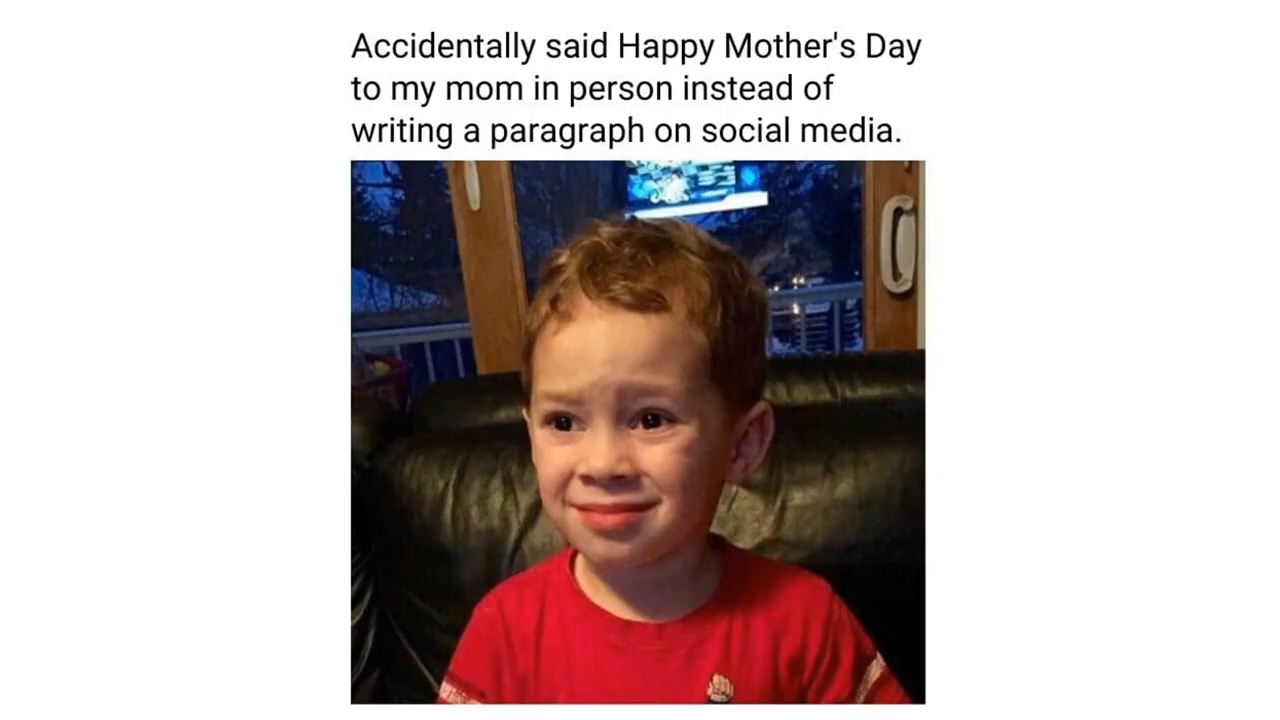 Accidentally said Happy Mother's Day
to my mom in person instead of
writing a paragraph on social media.